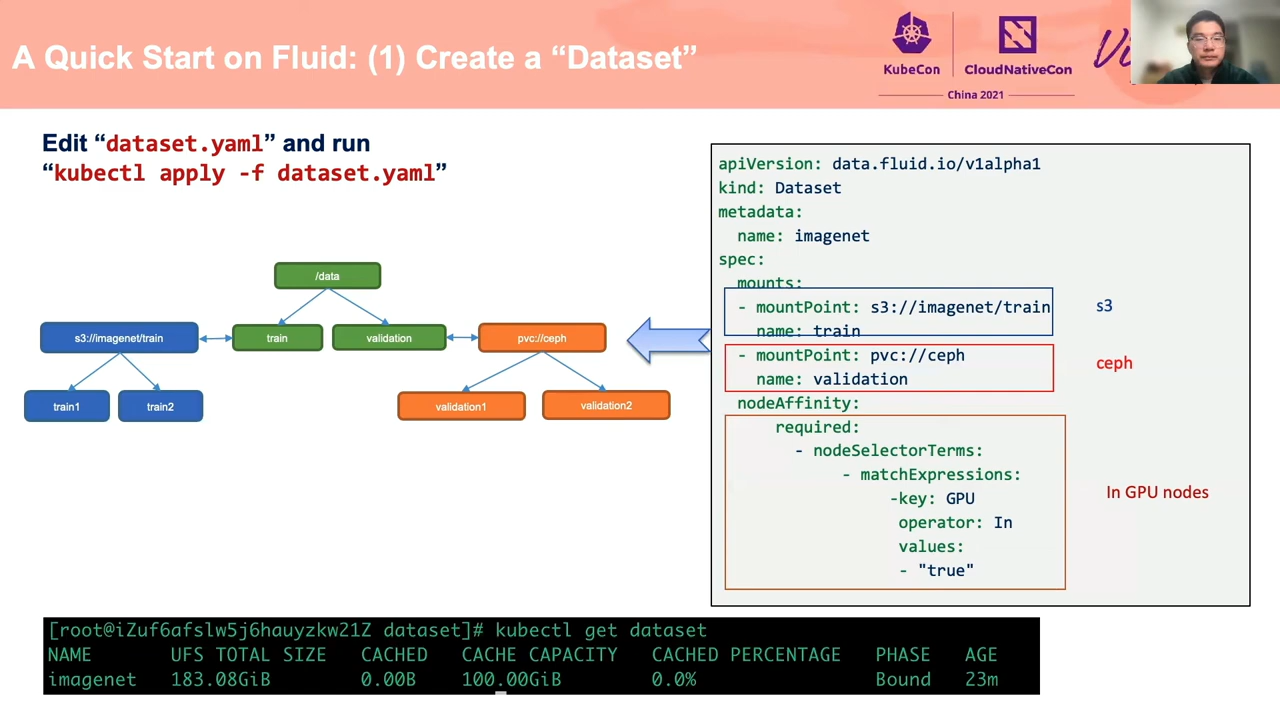 A Quick Start on Fluid: (1) Create a “Dataset”
KubeCon
CloudNativeCon
China 2021
Edit “dataset.yaml” and run
“kubectl apply -f dataset.yaml”
/data
s3://imagenet/train
train
validation
pvc://ceph
train1
train2
validation1
validation2
apiVersion: data.fluid.io/v1alpha1
kind: Dataset
metadata:
name: imagenet
spec:
mounts:
- mountPoint: s3://imagenet/train
s3
name: train
- mountPoint: pvc://ceph
ceph
name: validation
nodeAffinity:
required:
- nodeSelectorTerms:
- matchExpressions:
-key: GPU
In GPU nodes
operator: In
values:
- "true"
[root@iZuf6afslw5j6hauyzkw21Z dataset]# kubectl get dataset
NAME UFS TOTAL SIZE CACHED CACHE CAPACITY CACHED PERCENTAGE PHASE AGE
imagenet 183.08GiB 0.00B 100.00GiB 0.0% Bound 23m